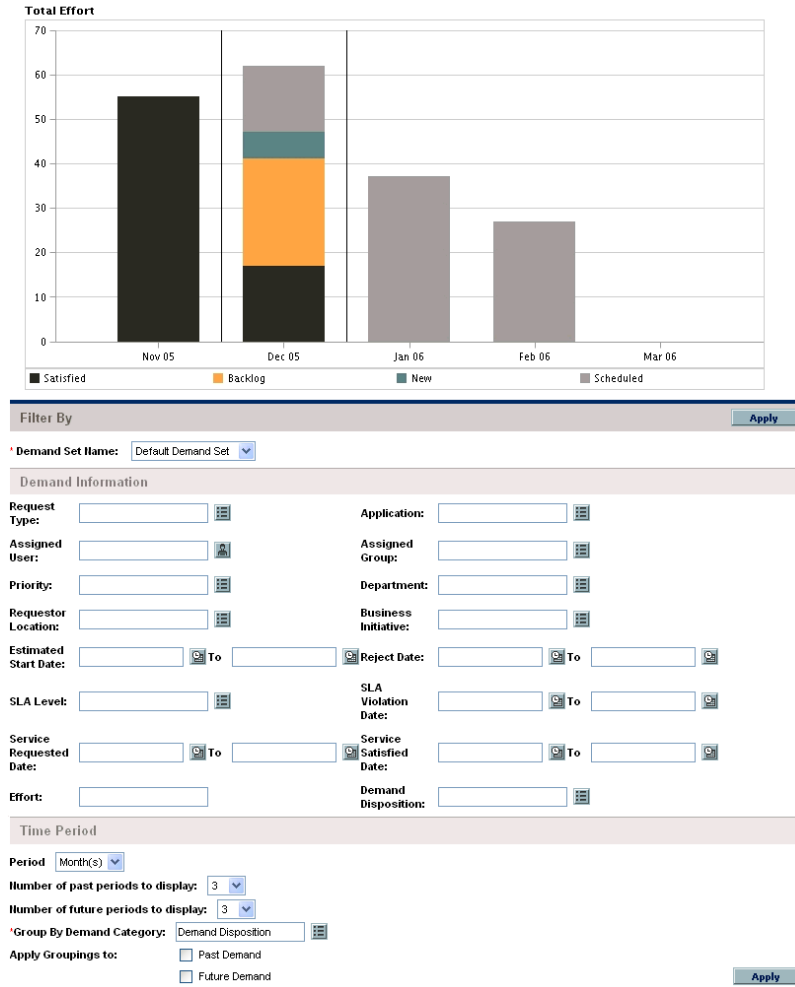 Total Effort
70
60
50
40
30
20
10
0
Nov 05 Dec 05 Jan 06 Feb 06 Mar 06
Satisfied Backlog New Scheduled
Filter By Apply
* Demand Set Name: Default Demand Set
Demand Information
Request Type: Application:
Assigned User: Assigned Group:
Priority: Department:
Requestor Location: Business Initiative:
Estimated Start Date: To Reject Date: To
SLA Level: SLA Violation Date: To
Service Requested Date: To Service Satisfied Date: To
Effort: Demand Disposition:
Time Period
Period Month(s)
Number of past periods to display: 3
Number of future periods to display: 3
*Group By Demand Category: Demand Disposition
Apply Groupings to: Past Demand
Future Demand Apply